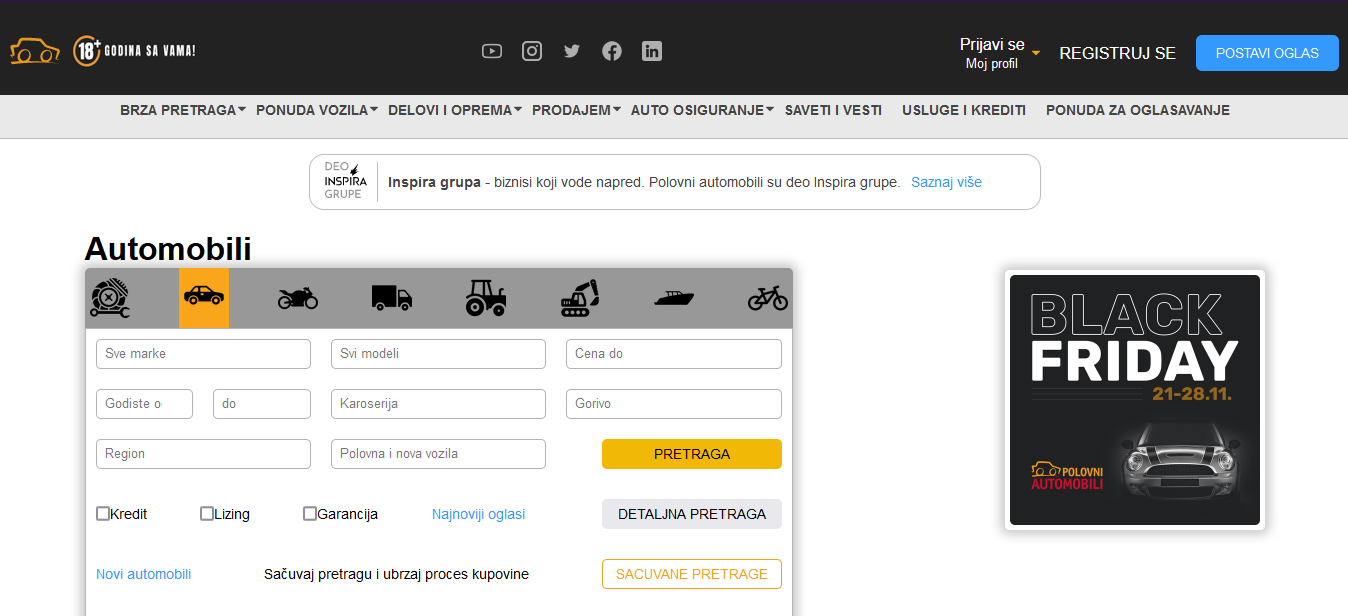 18+ GODINA SA VAMA!
Prijavi se
Moj profil
REGISTRUJ SE
POSTAVI OGLAS
BRZA PRETRAGA PONUDA VOZILA DELOVI I OPREMA PRODAJEM AUTO OSIGURANJE SAVETI I VESTI USLUGE I KREDITI PONUDA ZA OGLASAVANJE
DEO
INSPIRA
GRUPE
Inspira grupa - biznisi koji vode napred. Polovni automobili su deo Inspira grupe. Saznaj više
Automobili
Sve marke Svi modeli Cena do
Godiste o do Karoserija Gorivo
Region Polovna i nova vozila PRETRAGA
Kredit Lizing Garancija Najnoviji oglasi DETALJNA PRETRAGA
Novi automobili Sačuvaj pretragu i ubrzaj proces kupovine SACUVANE PRETRAGE
BLACK
FRIDAY
21-28.11.
POLOVNI
AUTOMOBILI